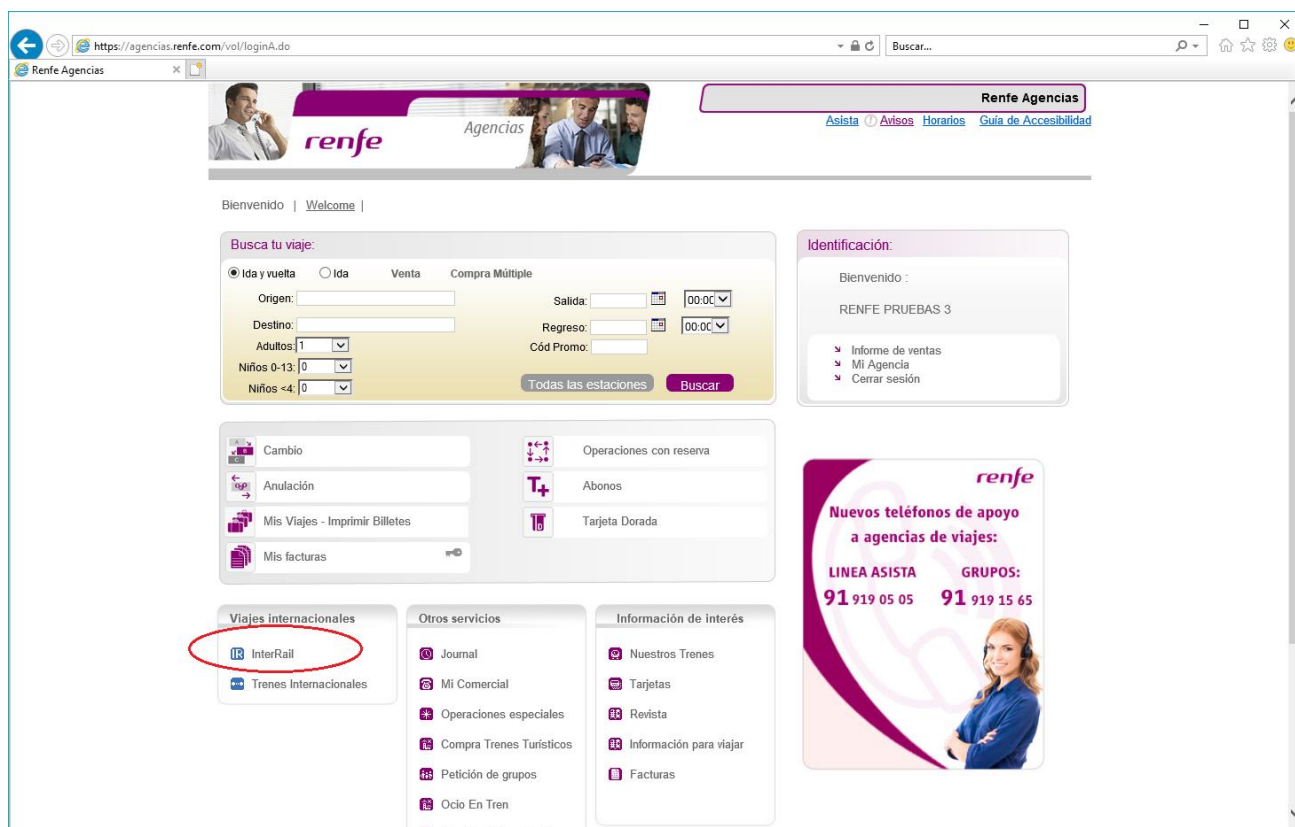 https://agencias.renfe.com/vol/loginA.do
Buscar...
Renfe Agencias
renfe
Agencias
Renfe Agencias
Asista Avisos Horarios Guía de Accesibilidad
Bienvenido | Welcome |
Busca tu viaje:
Ida y vuelta Ida Venta Compra Múltiple
Origen:
Salida: 00:00
Destino:
Regreso: 00:00
Adultos: 1
Cód Promo:
Niños 0-13: 0
Niños <4: 0
Todas las estaciones Buscar
Identificación:
Bienvenido :
RENFE PRUEBAS 3
Informe de ventas
Mi Agencia
Cerrar sesión
Cambio
Operaciones con reserva
Anulación
Abonos
Mis Viajes - Imprimir Billetes
Tarjeta Dorada
Mis facturas
renfe
Nuevos teléfonos de apoyo
a agencias de viajes:
LINEA ASISTA GRUPOS:
91 919 05 05 91 919 15 65
Viajes internacionales
InterRail
Trenes Internacionales
Otros servicios
Journal
Mi Comercial
Operaciones especiales
Compra Trenes Turísticos
Petición de grupos
Ocio En Tren
Información de interés
Nuestros Trenes
Tarjetas
Revista
Información para viajar
Facturas